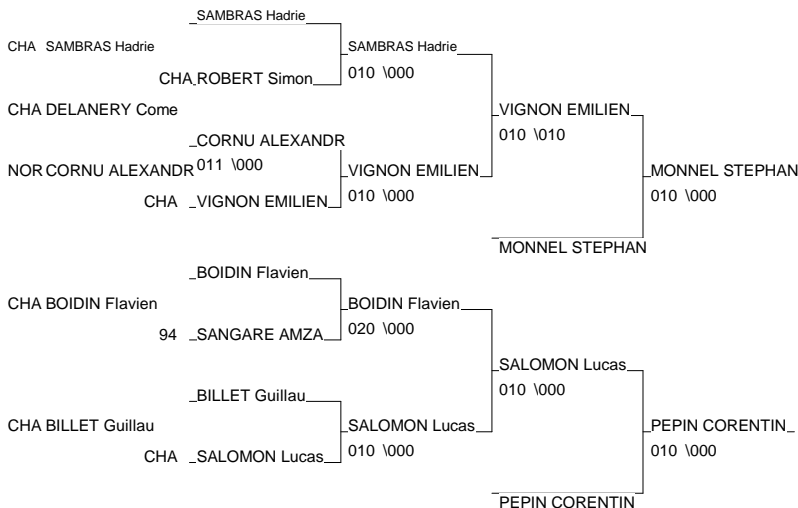 SAMBRAS Hadrie
CHA SAMBRAS Hadrie
SAMBRAS Hadrie
CHA ROBERT Simon
010 \000
CHA DELANERY Come
VIGNON EMILIEN
010 \010
CORNU ALEXANDR
NOR CORNU ALEXANDR
011 \000
VIGNON EMILIEN
MONNEL STEPHAN
CHA VIGNON EMILIEN
010 \000
010 \000
MONNEL STEPHAN
BOIDIN Flavien
CHA BOIDIN Flavien
BOIDIN Flavien
94 SANGARE AMZA
020 \000
SALOMON Lucas
010 \000
BILLET Guillau
CHA BILLET Guillau
SALOMON Lucas
PEPIN CORENTIN
CHA SALOMON Lucas
010 \000
010 \000
PEPIN CORENTIN